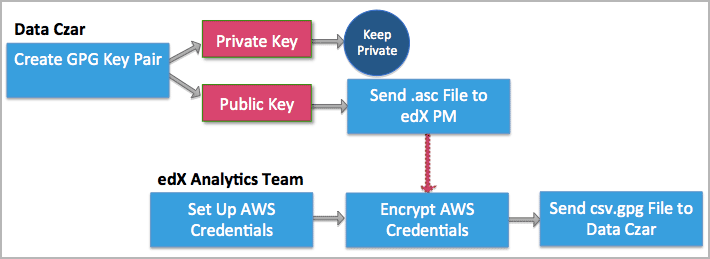 Data Czar
Create GPG Key Pair
Private Key
Keep
Private
Public Key
Send .asc File to
edX PM
edX Analytics Team
Set Up AWS
Credentials
Encrypt AWS
Credentials
Send csv.gpg File to
Data Czar